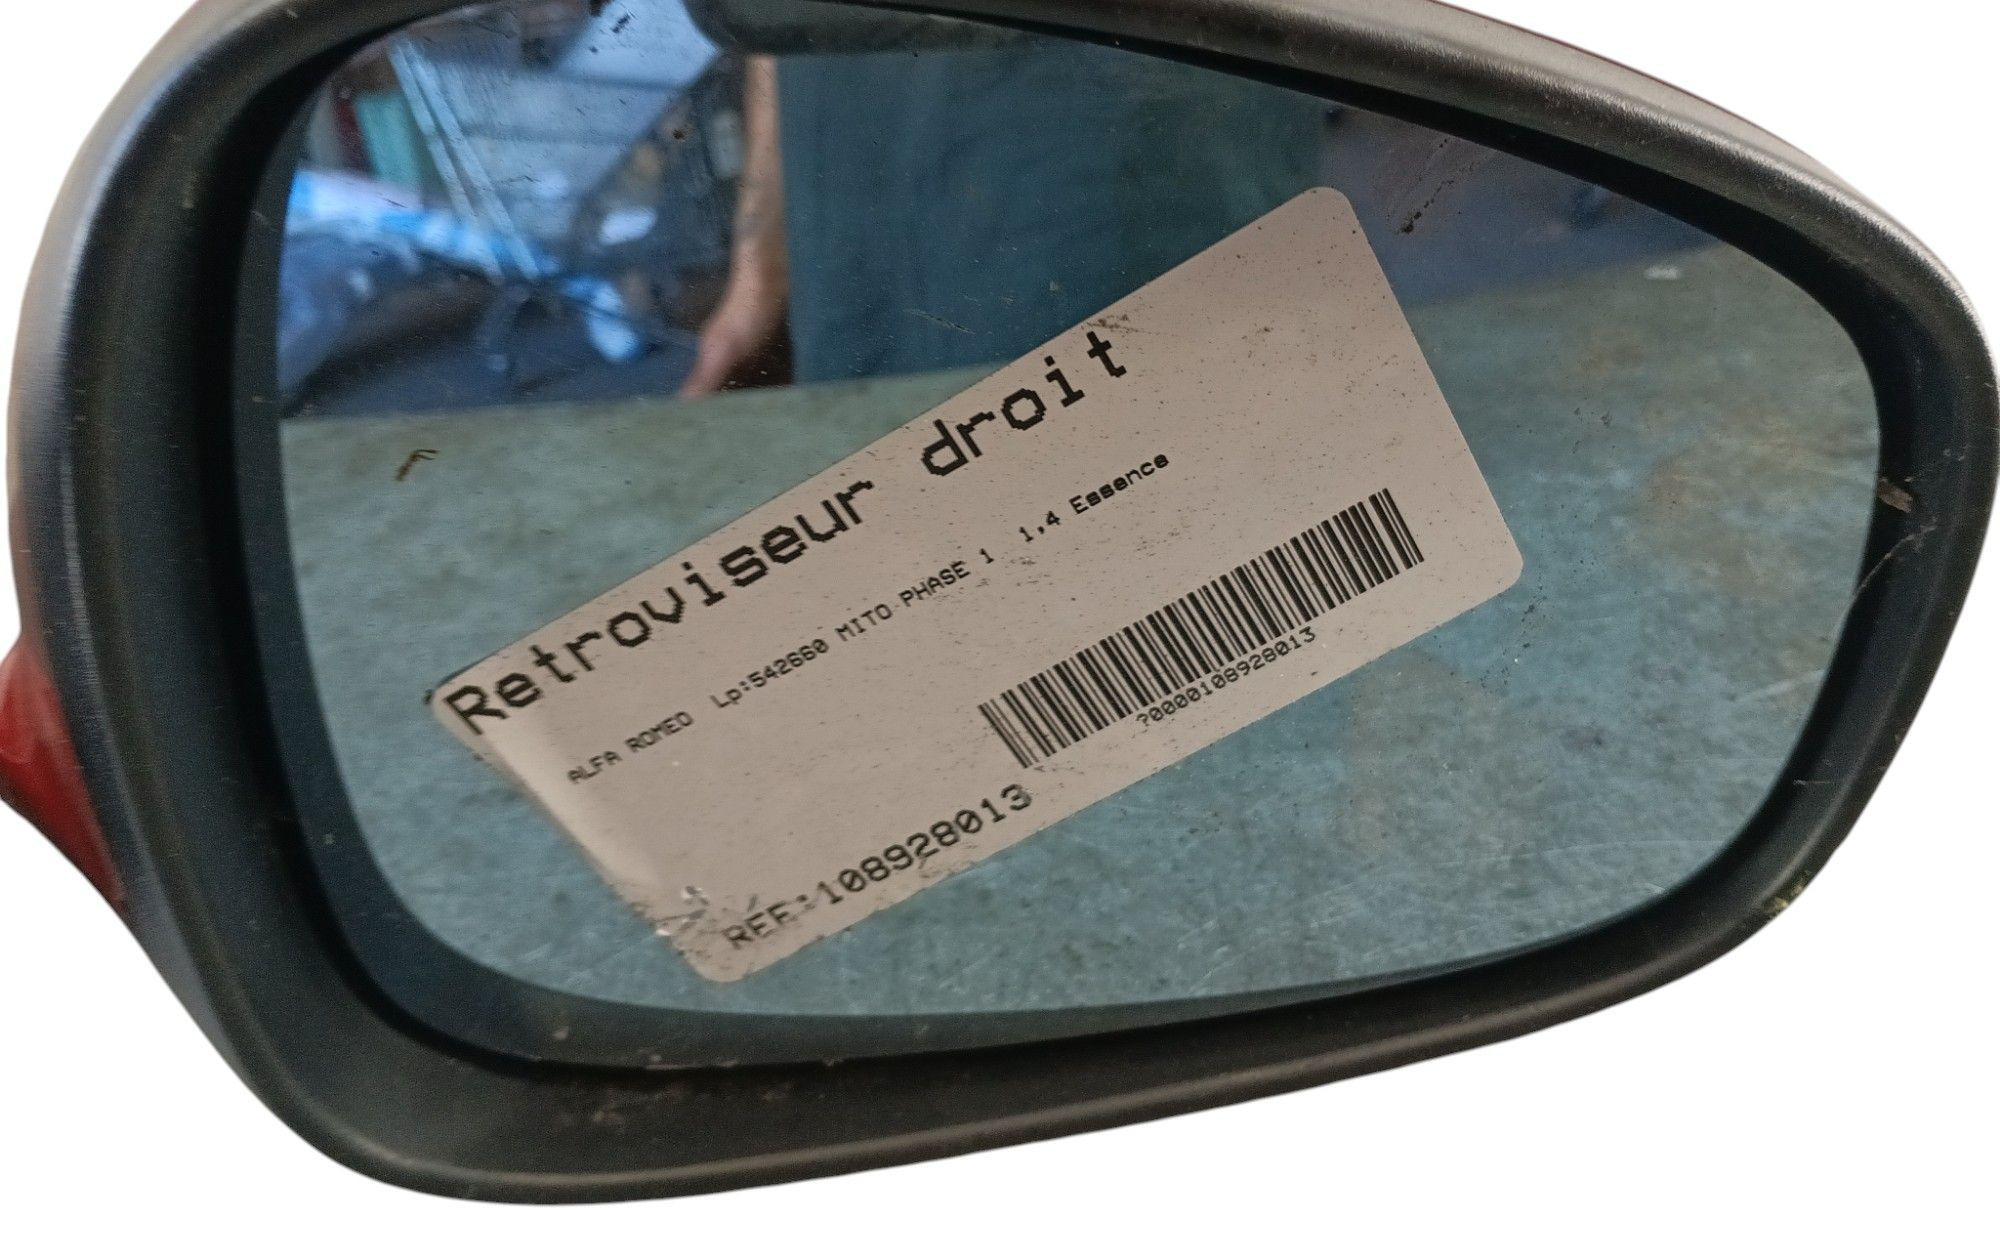 Retroviseur droit
ALFA ROMEO Lp:542660 MITO PHASE 1 1,4 Essence
?0000108928013
REF:108928013